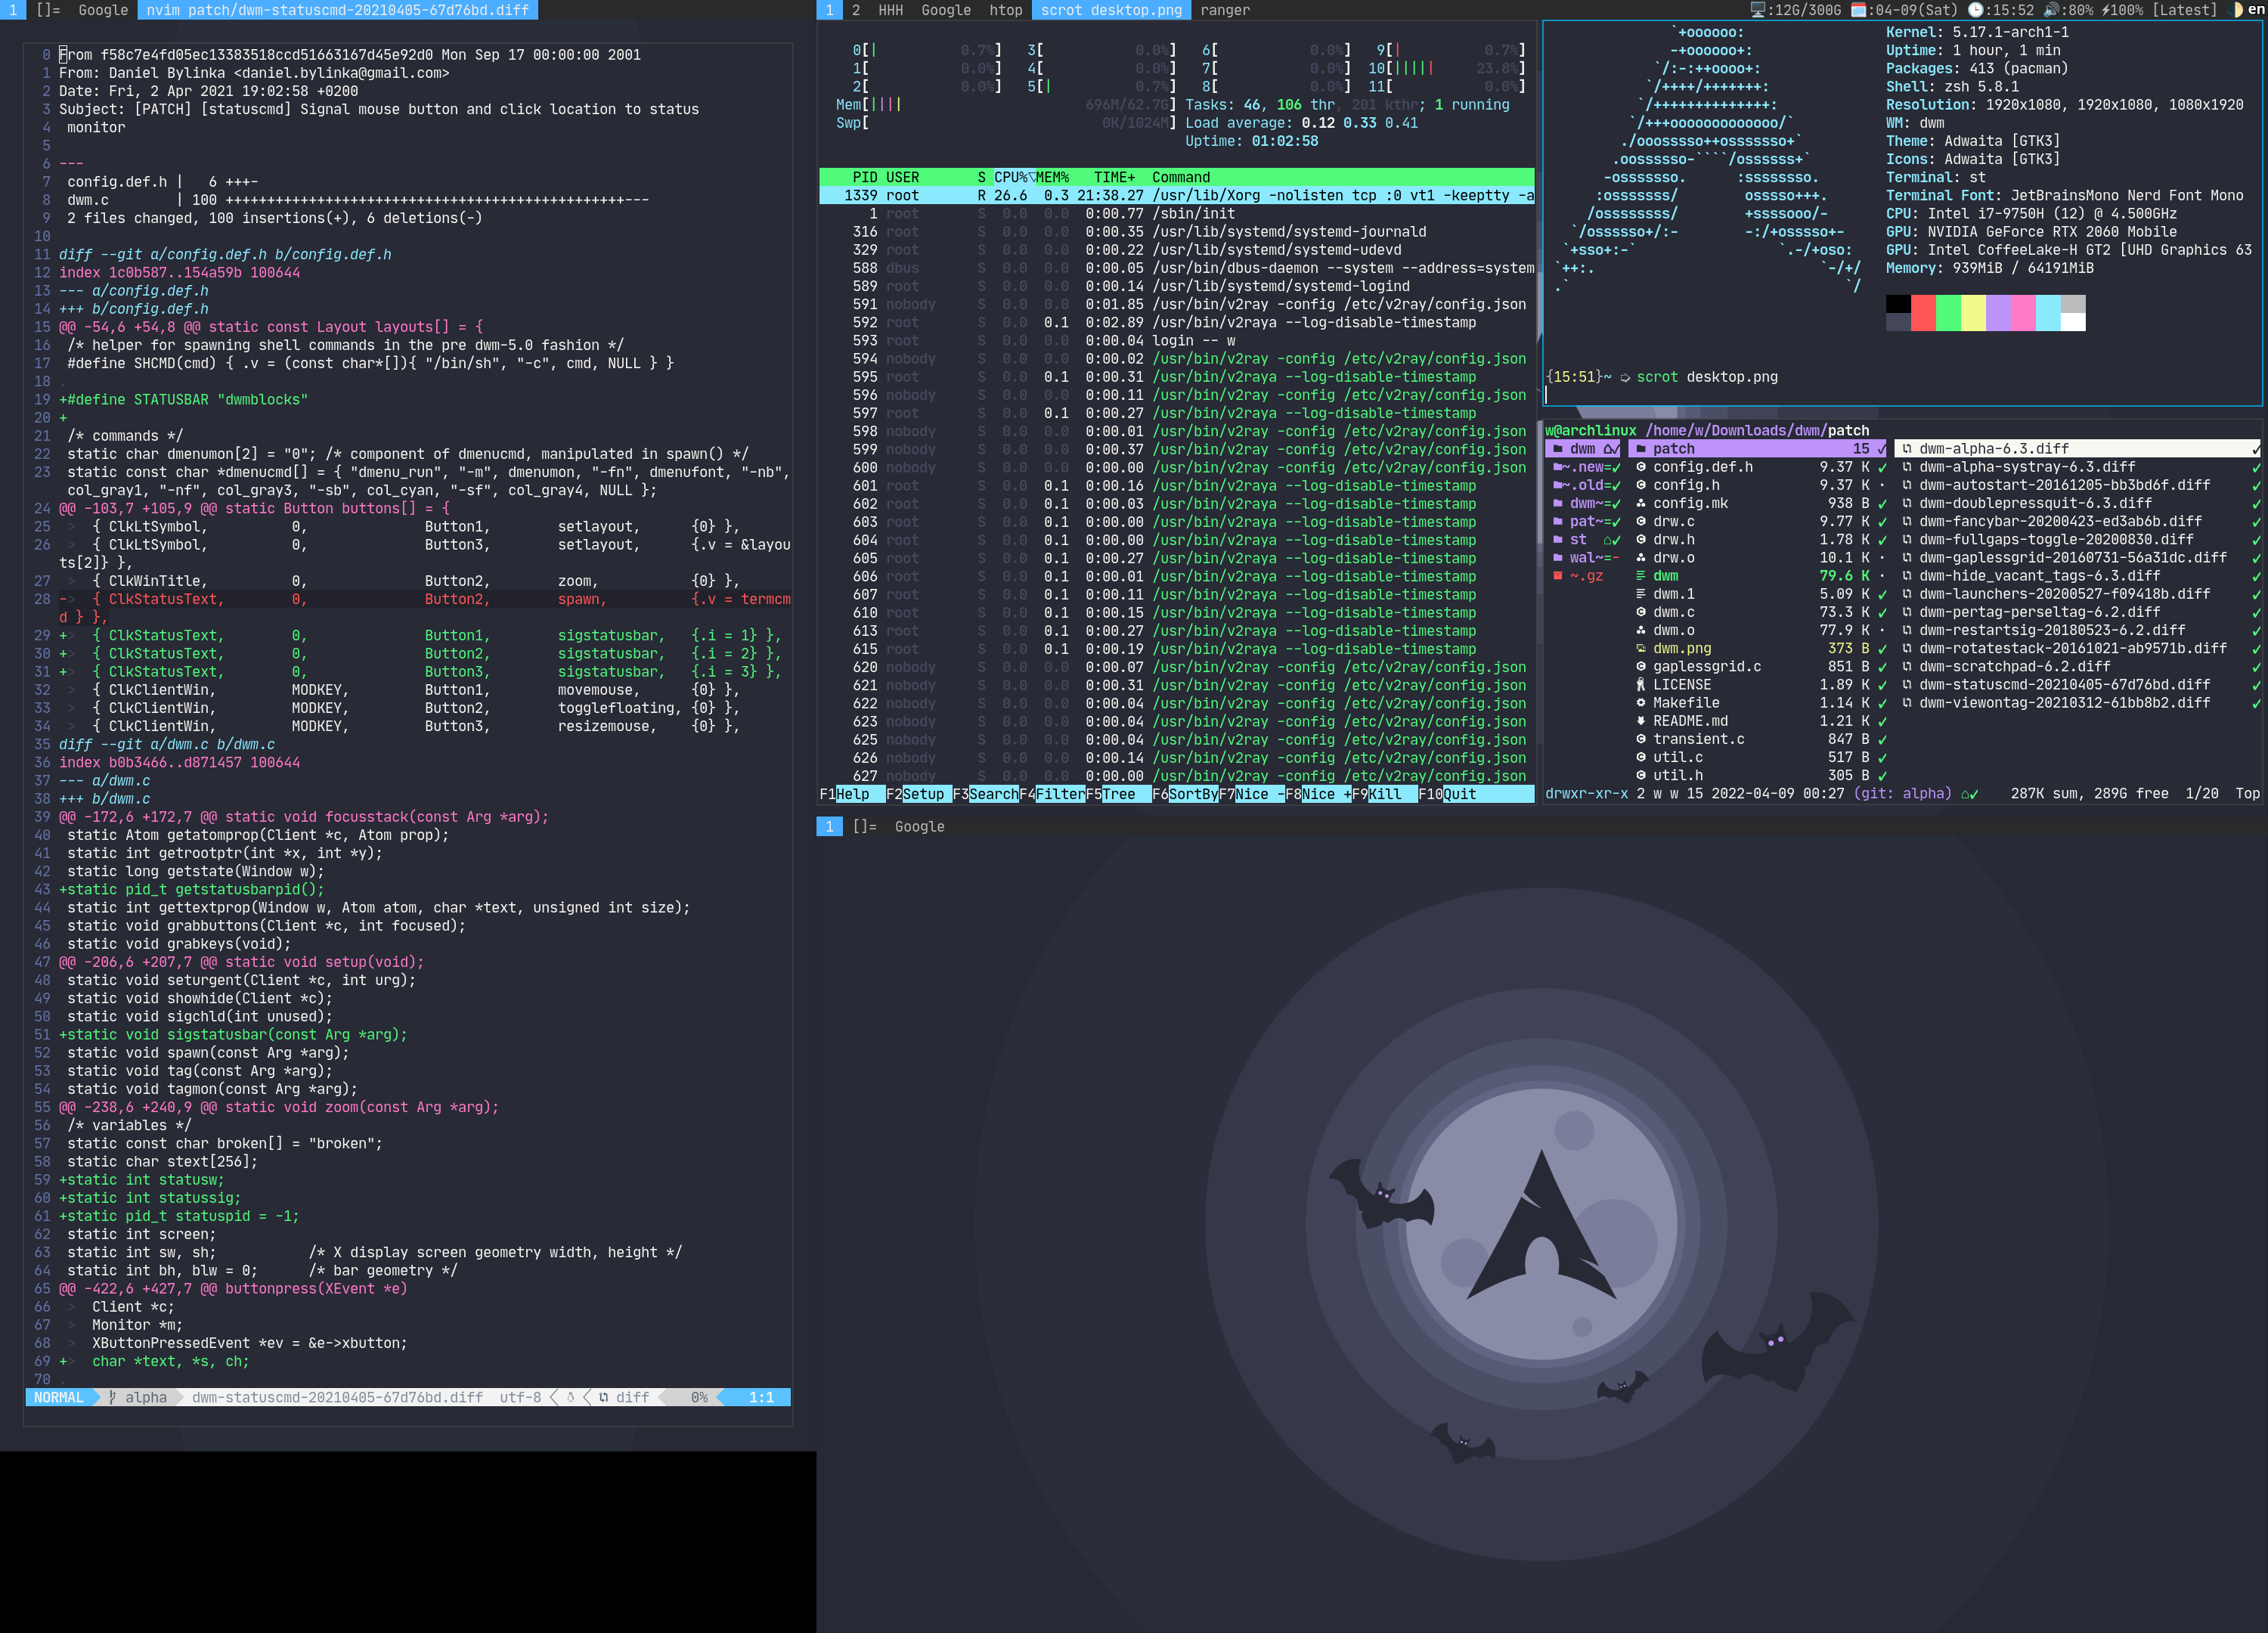 1 []= Google nvim patch/dwm-statuscmd-20210405-67d76bd.diff
0 From f58c7e4fd05ec13383518ccd51663167d45e92d0 Mon Sep 17 00:00:00 2001
1 From: Daniel Bylinka <daniel.bylinka@gmail.com>
2 Date: Fri, 2 Apr 2021 19:02:58 +0200
3 Subject: [PATCH] [statuscmd] Signal mouse button and click location to status
4  monitor
5
6 ---
7  config.def.h |   6 +++-
8  dwm.c        | 100 ++++++++++++++++++++++++++++++++++++++++++++++++---
9  2 files changed, 100 insertions(+), 6 deletions(-)
10
11 diff --git a/config.def.h b/config.def.h
12 index 1c0b587..154a59b 100644
13 --- a/config.def.h
14 +++ b/config.def.h
15 @@ -54,6 +54,8 @@ static const Layout layouts[] = {
16  /* helper for spawning shell commands in the pre dwm-5.0 fashion */
17  #define SHCMD(cmd) { .v = (const char*[]){ "/bin/sh", "-c", cmd, NULL } }
18 .
19 +#define STATUSBAR "dwmblocks"
20 +
21  /* commands */
22  static char dmenumon[2] = "0"; /* component of dmenucmd, manipulated in spawn() */
23  static const char *dmenucmd[] = { "dmenu_run", "-m", dmenumon, "-fn", dmenufont, "-nb",
 col_gray1, "-nf", col_gray3, "-sb", col_cyan, "-sf", col_gray4, NULL };
24 @@ -103,7 +105,9 @@ static Button buttons[] = {
25  >  { ClkLtSymbol,          0,              Button1,        setlayout,      {0} },
26  >  { ClkLtSymbol,          0,              Button3,        setlayout,      {.v = &layou
ts[2]} },
27  >  { ClkWinTitle,          0,              Button2,        zoom,           {0} },
28 ->  { ClkStatusText,        0,              Button2,        spawn,          {.v = termcm
d } },
29 +>  { ClkStatusText,        0,              Button1,        sigstatusbar,   {.i = 1} },
30 +>  { ClkStatusText,        0,              Button2,        sigstatusbar,   {.i = 2} },
31 +>  { ClkStatusText,        0,              Button3,        sigstatusbar,   {.i = 3} },
32  >  { ClkClientWin,         MODKEY,         Button1,        movemouse,      {0} },
33  >  { ClkClientWin,         MODKEY,         Button2,        togglefloating, {0} },
34  >  { ClkClientWin,         MODKEY,         Button3,        resizemouse,    {0} },
35 diff --git a/dwm.c b/dwm.c
36 index b0b3466..d871457 100644
37 --- a/dwm.c
38 +++ b/dwm.c
39 @@ -172,6 +172,7 @@ static void focusstack(const Arg *arg);
40  static Atom getatomprop(Client *c, Atom prop);
41  static int getrootptr(int *x, int *y);
42  static long getstate(Window w);
43 +static pid_t getstatusbarpid();
44  static int gettextprop(Window w, Atom atom, char *text, unsigned int size);
45  static void grabbuttons(Client *c, int focused);
46  static void grabkeys(void);
47 @@ -206,6 +207,7 @@ static void setup(void);
48  static void seturgent(Client *c, int urg);
49  static void showhide(Client *c);
50  static void sigchld(int unused);
51 +static void sigstatusbar(const Arg *arg);
52  static void spawn(const Arg *arg);
53  static void tag(const Arg *arg);
54  static void tagmon(const Arg *arg);
55 @@ -238,6 +240,9 @@ static void zoom(const Arg *arg);
56  /* variables */
57  static const char broken[] = "broken";
58  static char stext[256];
59 +static int statusw;
60 +static int statussig;
61 +static pid_t statuspid = -1;
62  static int screen;
63  static int sw, sh;           /* X display screen geometry width, height */
64  static int bh, blw = 0;      /* bar geometry */
65 @@ -422,6 +427,7 @@ buttonpress(XEvent *e)
66  >  Client *c;
67  >  Monitor *m;
68  >  XButtonPressedEvent *ev = &e->xbutton;
69 +>  char *text, *s, ch;
70 .
NORMAL alpha dwm-statuscmd-20210405-67d76bd.diff utf-8 diff 0% 1:1
1 2 HHH Google htop scrot desktop.png ranger :12G/300G :04-09(Sat) :15:52 :80% ⚡100% [Latest] en
0[| 0.7%] 3[ 0.0%] 6[ 0.0%] 9[| 0.7%]
1[ 0.0%] 4[ 0.0%] 7[ 0.0%] 10[||||| 23.8%]
2[ 0.0%] 5[| 0.7%] 8[ 0.0%] 11[ 0.0%]
Mem[|||| 696M/62.7G] Tasks: 46, 106 thr, 201 kthr; 1 running
Swp[ 0K/1024M] Load average: 0.12 0.33 0.41
Uptime: 01:02:58
PID USER S CPU%▽MEM% TIME+ Command
1339 root R 26.6 0.3 21:38.27 /usr/lib/Xorg -nolisten tcp :0 vt1 -keeptty -a
1 root S 0.0 0.0 0:00.77 /sbin/init
316 root S 0.0 0.0 0:00.35 /usr/lib/systemd/systemd-journald
329 root S 0.0 0.0 0:00.22 /usr/lib/systemd/systemd-udevd
588 dbus S 0.0 0.0 0:00.05 /usr/bin/dbus-daemon --system --address=system
589 root S 0.0 0.0 0:00.14 /usr/lib/systemd/systemd-logind
591 nobody S 0.0 0.0 0:01.85 /usr/bin/v2ray -config /etc/v2ray/config.json
592 root S 0.0 0.1 0:02.89 /usr/bin/v2raya --log-disable-timestamp
593 root S 0.0 0.0 0:00.04 login -- w
594 nobody S 0.0 0.0 0:00.02 /usr/bin/v2ray -config /etc/v2ray/config.json
595 root S 0.0 0.1 0:00.31 /usr/bin/v2raya --log-disable-timestamp
596 nobody S 0.0 0.0 0:00.11 /usr/bin/v2ray -config /etc/v2ray/config.json
597 root S 0.0 0.1 0:00.27 /usr/bin/v2raya --log-disable-timestamp
598 nobody S 0.0 0.0 0:00.01 /usr/bin/v2ray -config /etc/v2ray/config.json
599 nobody S 0.0 0.0 0:00.37 /usr/bin/v2ray -config /etc/v2ray/config.json
600 nobody S 0.0 0.0 0:00.00 /usr/bin/v2ray -config /etc/v2ray/config.json
601 root S 0.0 0.1 0:00.16 /usr/bin/v2raya --log-disable-timestamp
602 root S 0.0 0.1 0:00.03 /usr/bin/v2raya --log-disable-timestamp
603 root S 0.0 0.1 0:00.00 /usr/bin/v2raya --log-disable-timestamp
604 root S 0.0 0.1 0:00.00 /usr/bin/v2raya --log-disable-timestamp
605 root S 0.0 0.1 0:00.27 /usr/bin/v2raya --log-disable-timestamp
606 root S 0.0 0.1 0:00.01 /usr/bin/v2raya --log-disable-timestamp
607 root S 0.0 0.1 0:00.11 /usr/bin/v2raya --log-disable-timestamp
610 root S 0.0 0.1 0:00.15 /usr/bin/v2raya --log-disable-timestamp
613 root S 0.0 0.1 0:00.27 /usr/bin/v2raya --log-disable-timestamp
615 root S 0.0 0.1 0:00.19 /usr/bin/v2raya --log-disable-timestamp
620 nobody S 0.0 0.0 0:00.07 /usr/bin/v2ray -config /etc/v2ray/config.json
621 nobody S 0.0 0.0 0:00.31 /usr/bin/v2ray -config /etc/v2ray/config.json
622 nobody S 0.0 0.0 0:00.04 /usr/bin/v2ray -config /etc/v2ray/config.json
623 nobody S 0.0 0.0 0:00.04 /usr/bin/v2ray -config /etc/v2ray/config.json
625 nobody S 0.0 0.0 0:00.04 /usr/bin/v2ray -config /etc/v2ray/config.json
626 nobody S 0.0 0.0 0:00.14 /usr/bin/v2ray -config /etc/v2ray/config.json
627 nobody S 0.0 0.0 0:00.00 /usr/bin/v2ray -config /etc/v2ray/config.json
F1Help F2Setup F3SearchF4FilterF5Tree F6SortByF7Nice -F8Nice +F9Kill F10Quit
`+oooooo:
-+oooooo+:
`/:-:++oooo+:
`/++++/+++++++:
`/++++++++++++++:
`/+++ooooooooooooo/`
./ooosssso++osssssso+`
.oossssso-````/ossssss+`
-osssssso. :ssssssso.
:osssssss/ osssso+++.
/ossssssss/ +ssssooo/-
`/ossssso+/:- -:/+osssso+-
`+sso+:-` `.-/+oso:
`++:. `-/+/
.` `/
Kernel: 5.17.1-arch1-1
Uptime: 1 hour, 1 min
Packages: 413 (pacman)
Shell: zsh 5.8.1
Resolution: 1920x1080, 1920x1080, 1080x1920
WM: dwm
Theme: Adwaita [GTK3]
Icons: Adwaita [GTK3]
Terminal: st
Terminal Font: JetBrainsMono Nerd Font Mono
CPU: Intel i7-9750H (12) @ 4.500GHz
GPU: NVIDIA GeForce RTX 2060 Mobile
GPU: Intel CoffeeLake-H GT2 [UHD Graphics 63
Memory: 939MiB / 64191MiB
{15:51}~ ➭ scrot desktop.png
w@archlinux /home/w/Downloads/dwm/patch
dwm ⌂✓
~.new=✓
~.old=✓
dwm~=✓
pat~=✓
st ⌂✓
wal~=-
~.gz
patch 15 ✓
config.def.h 9.37 K ✓
config.h 9.37 K ·
config.mk 938 B ✓
drw.c 9.77 K ✓
drw.h 1.78 K ✓
drw.o 10.1 K ·
dwm 79.6 K ·
dwm.1 5.09 K ✓
dwm.c 73.3 K ✓
dwm.o 77.9 K ·
dwm.png 373 B ✓
gaplessgrid.c 851 B ✓
LICENSE 1.89 K ✓
Makefile 1.14 K ✓
README.md 1.21 K ✓
transient.c 847 B ✓
util.c 517 B ✓
util.h 305 B ✓
dwm-alpha-6.3.diff ✓
dwm-alpha-systray-6.3.diff ✓
dwm-autostart-20161205-bb3bd6f.diff ✓
dwm-doublepressquit-6.3.diff ✓
dwm-fancybar-20200423-ed3ab6b.diff ✓
dwm-fullgaps-toggle-20200830.diff ✓
dwm-gaplessgrid-20160731-56a31dc.diff ✓
dwm-hide_vacant_tags-6.3.diff ✓
dwm-launchers-20200527-f09418b.diff ✓
dwm-pertag-perseltag-6.2.diff ✓
dwm-restartsig-20180523-6.2.diff ✓
dwm-rotatestack-20161021-ab9571b.diff ✓
dwm-scratchpad-6.2.diff ✓
dwm-statuscmd-20210405-67d76bd.diff ✓
dwm-viewontag-20210312-61bb8b2.diff ✓
drwxr-xr-x 2 w w 15 2022-04-09 00:27 (git: alpha) ⌂✓ 287K sum, 289G free 1/20 Top
1 []= Google